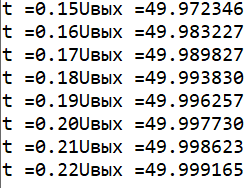 t =0.15Uвых =49.972346
t =0.16Uвых =49.983227
t =0.17Uвых =49.989827
t =0.18Uвых =49.993830
t =0.19Uвых =49.996257
t =0.20Uвых =49.997730
t =0.21Uвых =49.998623
t =0.22Uвых =49.999165